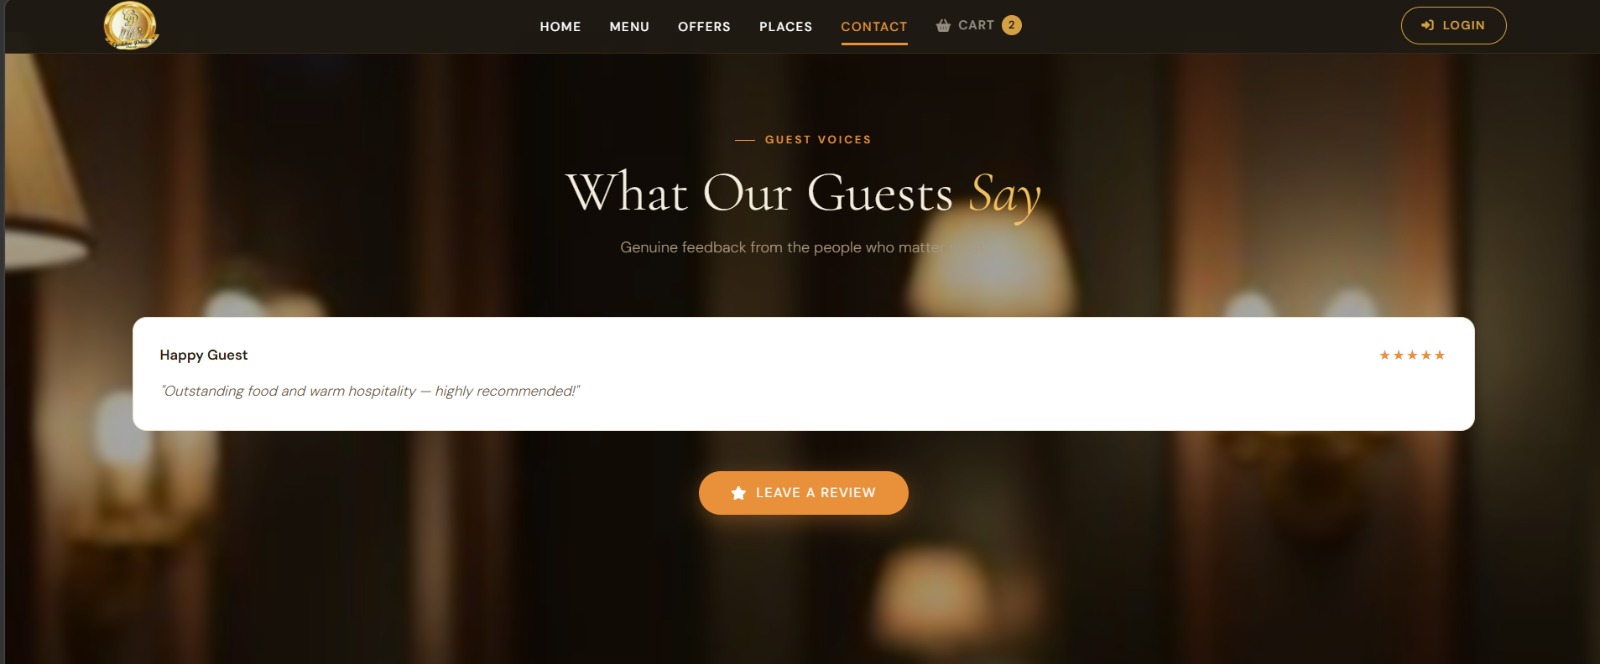 HOME MENU OFFERS PLACES CONTACT CART 2 LOGIN
GUEST VOICES
What Our Guests Say
Genuine feedback from the people who matter
Happy Guest ★★★★★
"Outstanding food and warm hospitality — highly recommended!"
LEAVE A REVIEW